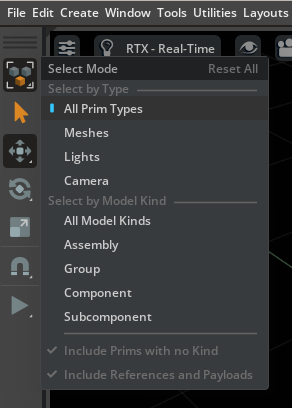 File Edit Create Window Tools Utilities Layouts
RTX - Real-Time
Select Mode Reset All
Select by Type
All Prim Types
Meshes
Lights
Camera
Select by Model Kind
All Model Kinds
Assembly
Group
Component
Subcomponent
Include Prims with no Kind
Include References and Payloads